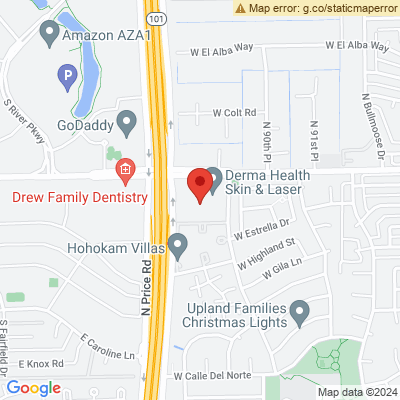 Map error: g.co/staticmaperror
101
Amazon AZA1
W El Alba Way
W El Alba Way
P
S River Pkwy
W Colt Rd
N 90th Pl
N 91st Pl
N Bullmoose Dr
GoDaddy
Drew Family Dentistry
Derma Health
Skin & Laser
W Estrella Dr
Hohokam Villas
W Highland St
W Gila Ln
N Price Rd
Upland Families
Christmas Lights
S Fairfield Dr
E Caroline Ln
E Knox Rd
W Calle Del Norte
Google
Map data ©2024